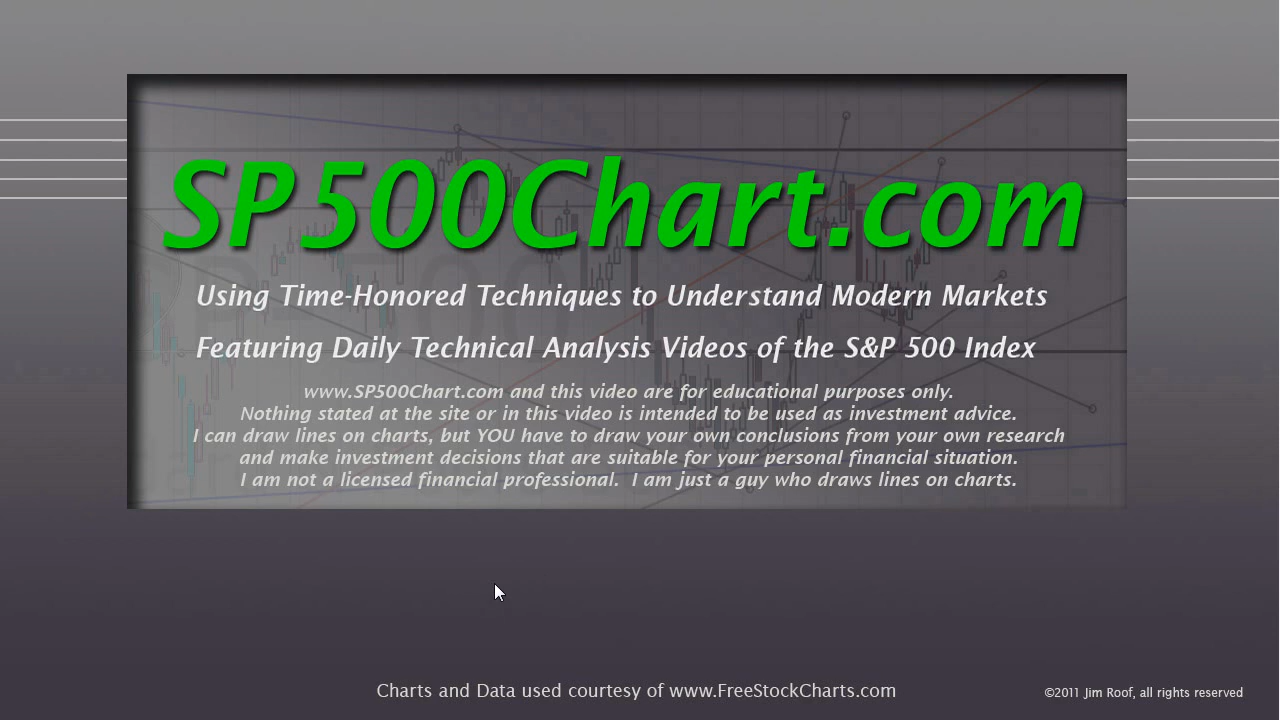 SP500Chart.com
Using Time-Honored Techniques to Understand Modern Markets
Featuring Daily Technical Analysis Videos of the S&P 500 Index
www.SP500Chart.com and this video are for educational purposes only.
Nothing stated at the site or in this video is intended to be used as investment advice.
I can draw lines on charts, but YOU have to draw your own conclusions from your own research
and make investment decisions that are suitable for your personal financial situation.
I am not a licensed financial professional.  I am just a guy who draws lines on charts.
Charts and Data used courtesy of www.FreeStockCharts.com
©2011 Jim Roof, all rights reserved